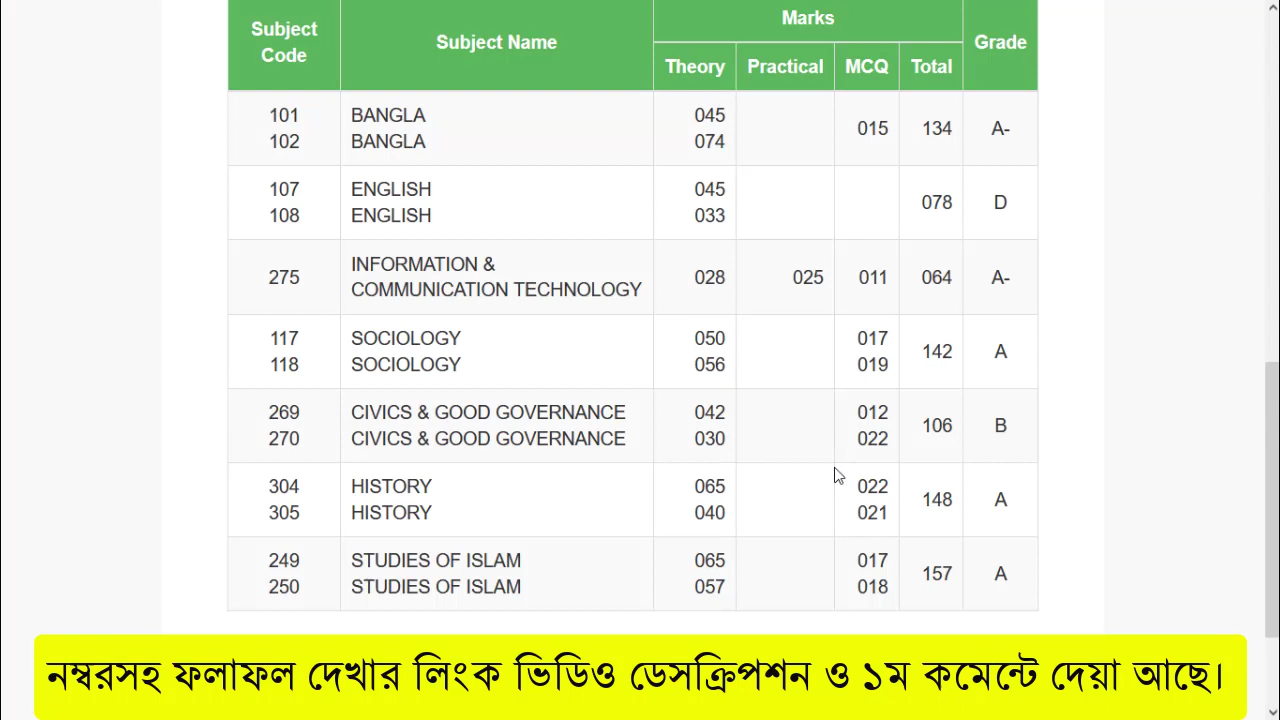 Subject Code
Subject Name
Marks
Grade
Theory Practical MCQ Total
101 BANGLA 045 015 134 A-
102 BANGLA 074
107 ENGLISH 045 078 D
108 ENGLISH 033
275 INFORMATION & COMMUNICATION TECHNOLOGY 028 025 011 064 A-
117 SOCIOLOGY 050 017 142 A
118 SOCIOLOGY 056 019
269 CIVICS & GOOD GOVERNANCE 042 012 106 B
270 CIVICS & GOOD GOVERNANCE 030 022
304 HISTORY 065 022 148 A
305 HISTORY 040 021
249 STUDIES OF ISLAM 065 017 157 A
250 STUDIES OF ISLAM 057 018
নম্বরসহ ফলাফল দেখার লিংক ভিডিও ডেসক্রিপশন ও ১ম কমেন্টে দেয়া আছে।